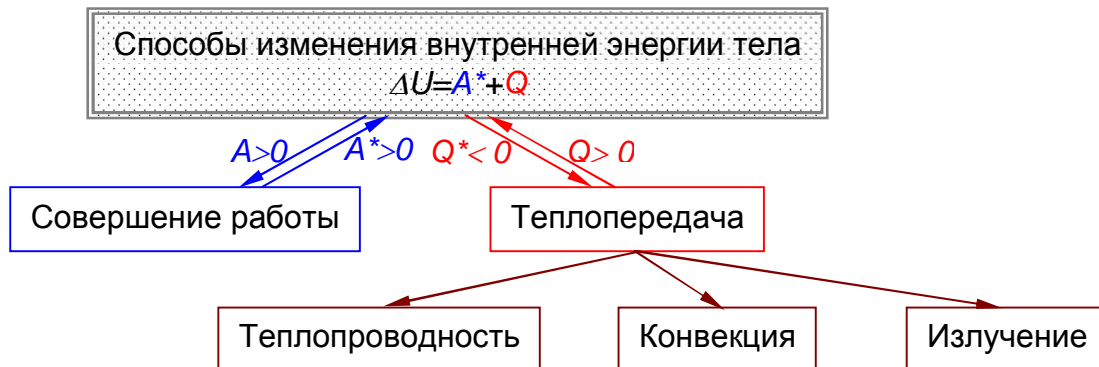 Способы изменения внутренней энергии тела
ΔU=A*+Q
A>0 A*>0 Q*< 0 Q> 0
Совершение работы Теплопередача
Теплопроводность Конвекция Излучение